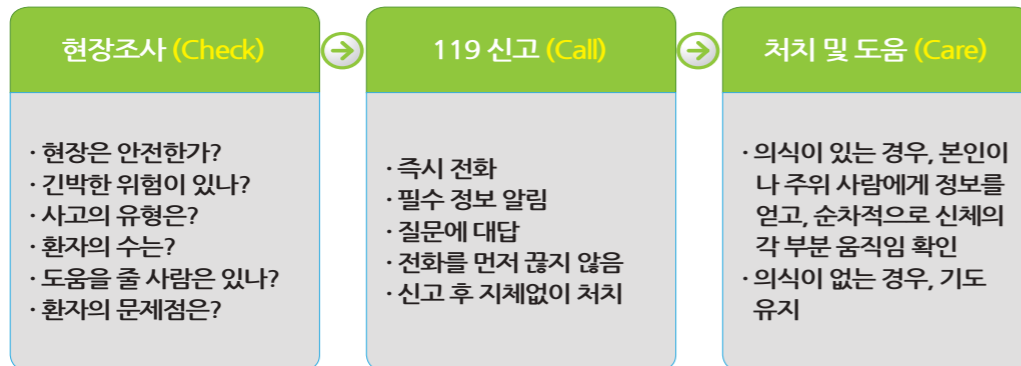 현장조사 (Check)
· 현장은 안전한가?
· 긴박한 위험이 있나?
· 사고의 유형은?
· 환자의 수는?
· 도움을 줄 사람은 있나?
· 환자의 문제점은?
119 신고 (Call)
· 즉시 전화
· 필수 정보 알림
· 질문에 대답
· 전화를 먼저 끊지 않음
· 신고 후 지체없이 처치
처치 및 도움 (Care)
· 의식이 있는 경우, 본인이
나 주위 사람에게 정보를
얻고, 순차적으로 신체의
각 부분 움직임 확인
· 의식이 없는 경우, 기도
유지